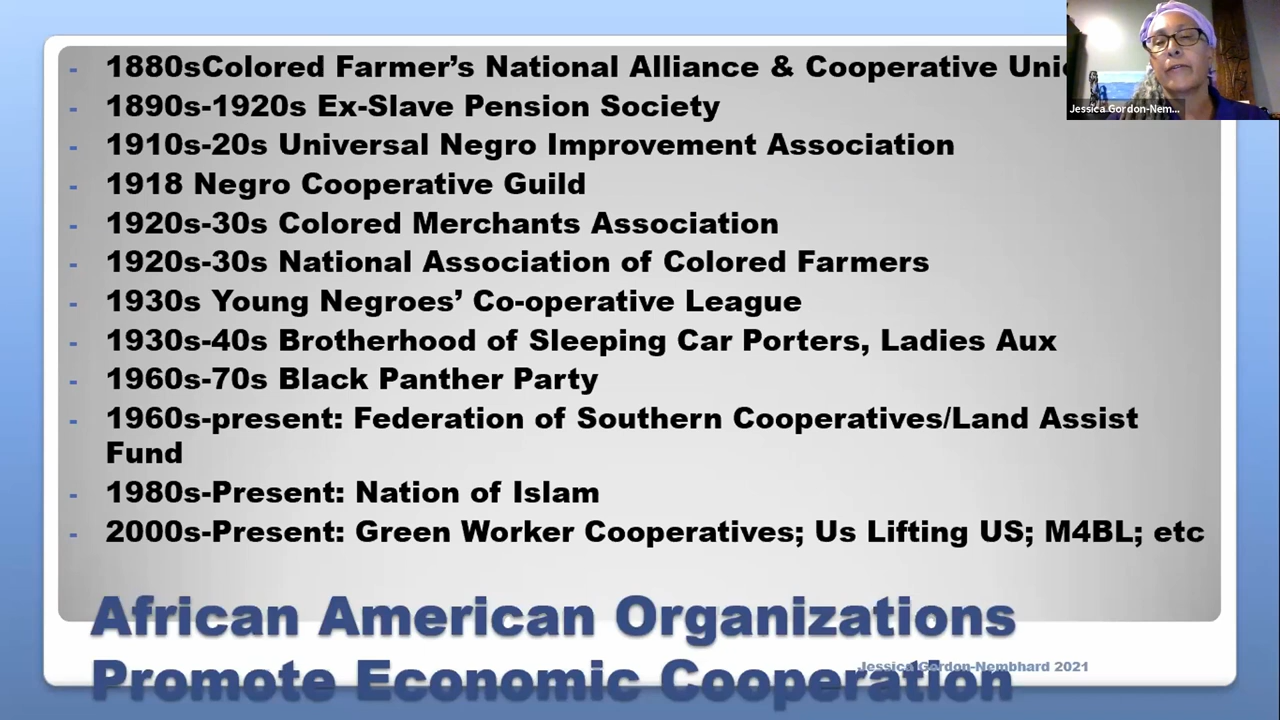 - 1880sColored Farmer’s National Alliance & Cooperative
- 1890s-1920s Ex-Slave Pension Society
- 1910s-20s Universal Negro Improvement Association
- 1918 Negro Cooperative Guild
- 1920s-30s Colored Merchants Association
- 1920s-30s National Association of Colored Farmers
- 1930s Young Negroes’ Co-operative League
- 1930s-40s Brotherhood of Sleeping Car Porters, Ladies Aux
- 1960s-70s Black Panther Party
- 1960s-present: Federation of Southern Cooperatives/Land Assist
Fund
- 1980s-Present: Nation of Islam
- 2000s-Present: Green Worker Cooperatives; Us Lifting US; M4BL; etc
African American Organizations
Promote Economic Cooperation
Jessica Gordon-Nembhard 2021
Jessica Gordon-Nem...